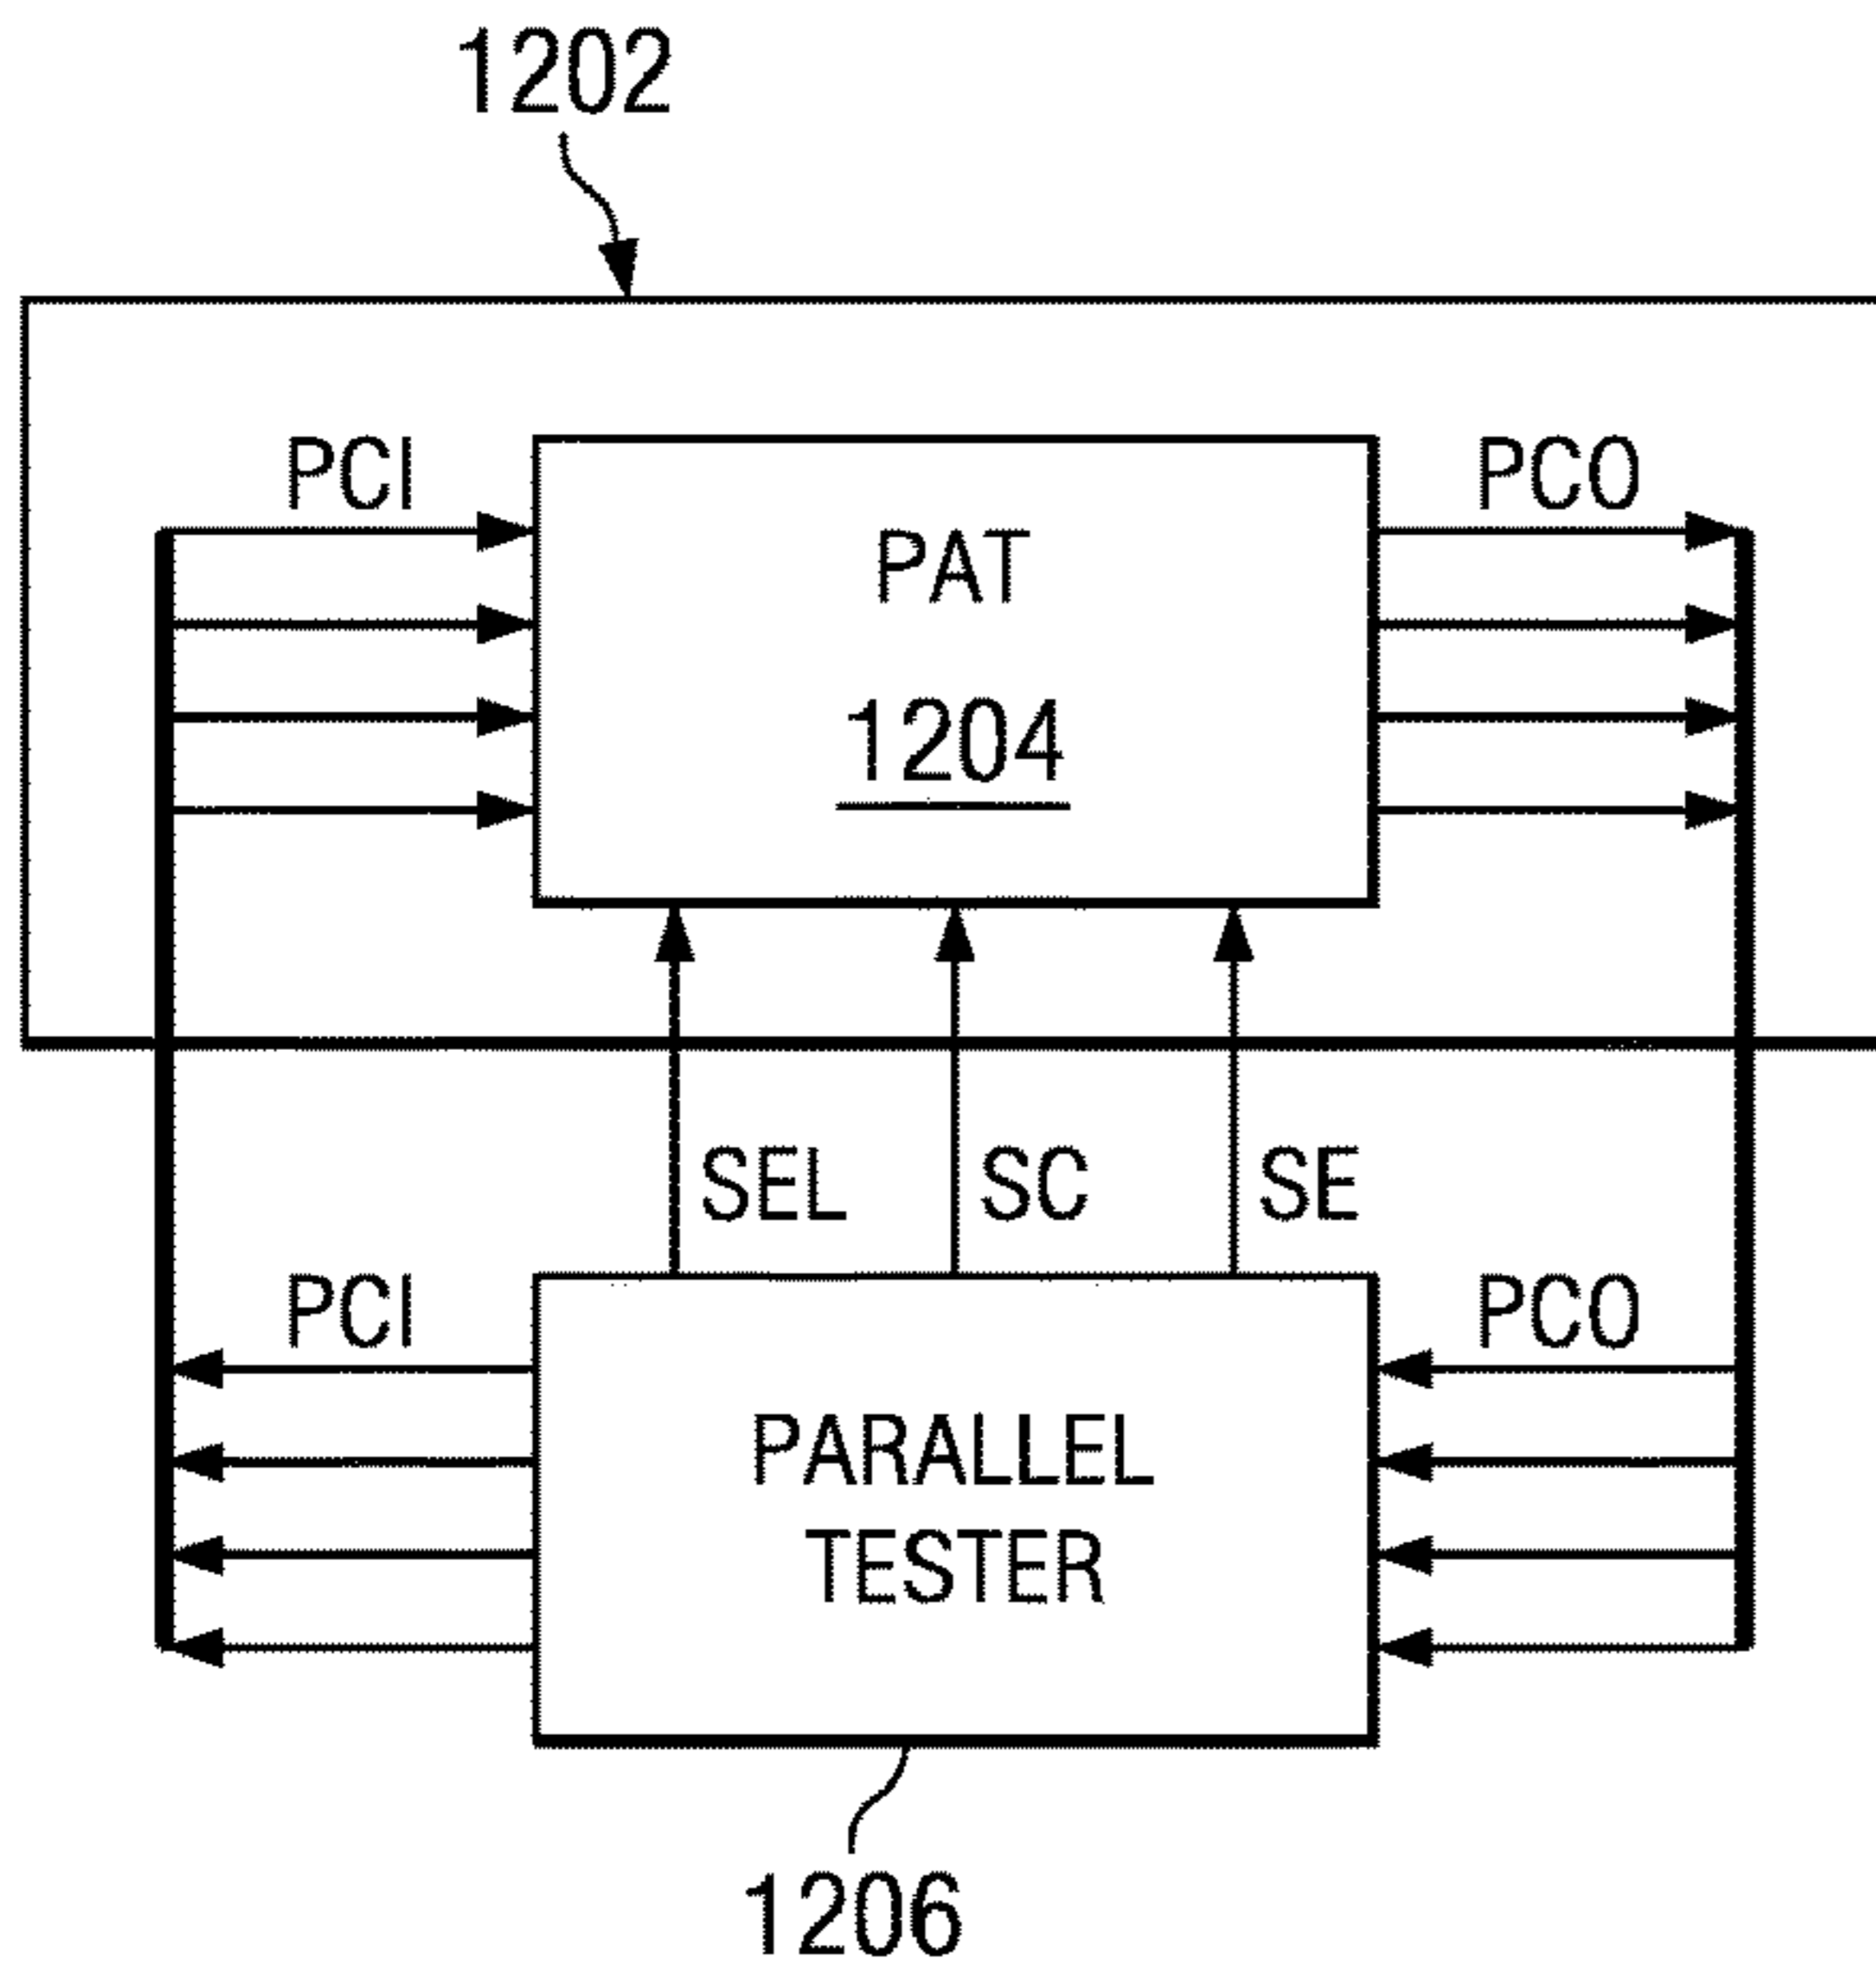 1202
PCI
PCO
PAT
1204
SEL
SC
SE
PCI
PCO
PARALLEL
TESTER
1206